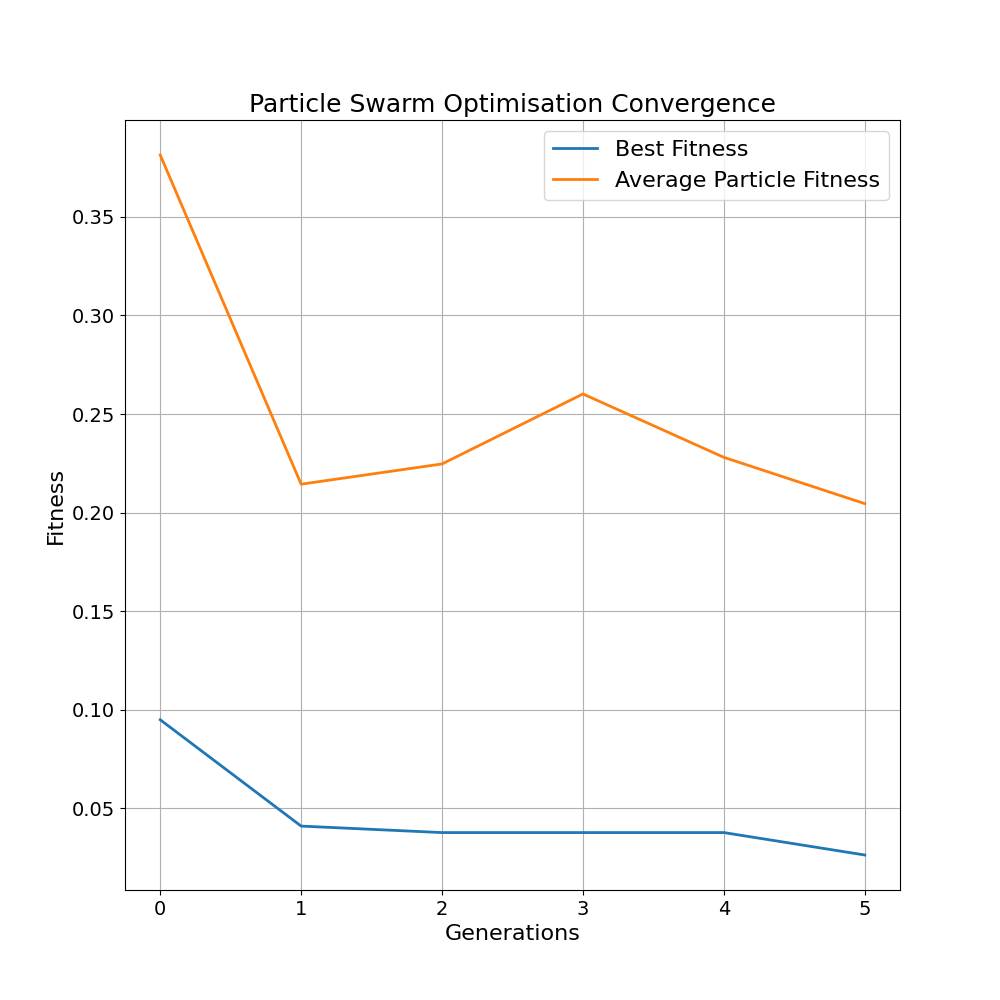 Particle Swarm Optimisation Convergence
Best Fitness
Average Particle Fitness
0.35
0.30
0.25
0.20
0.15
0.10
0.05
Fitness
0 1 2 3 4 5
Generations